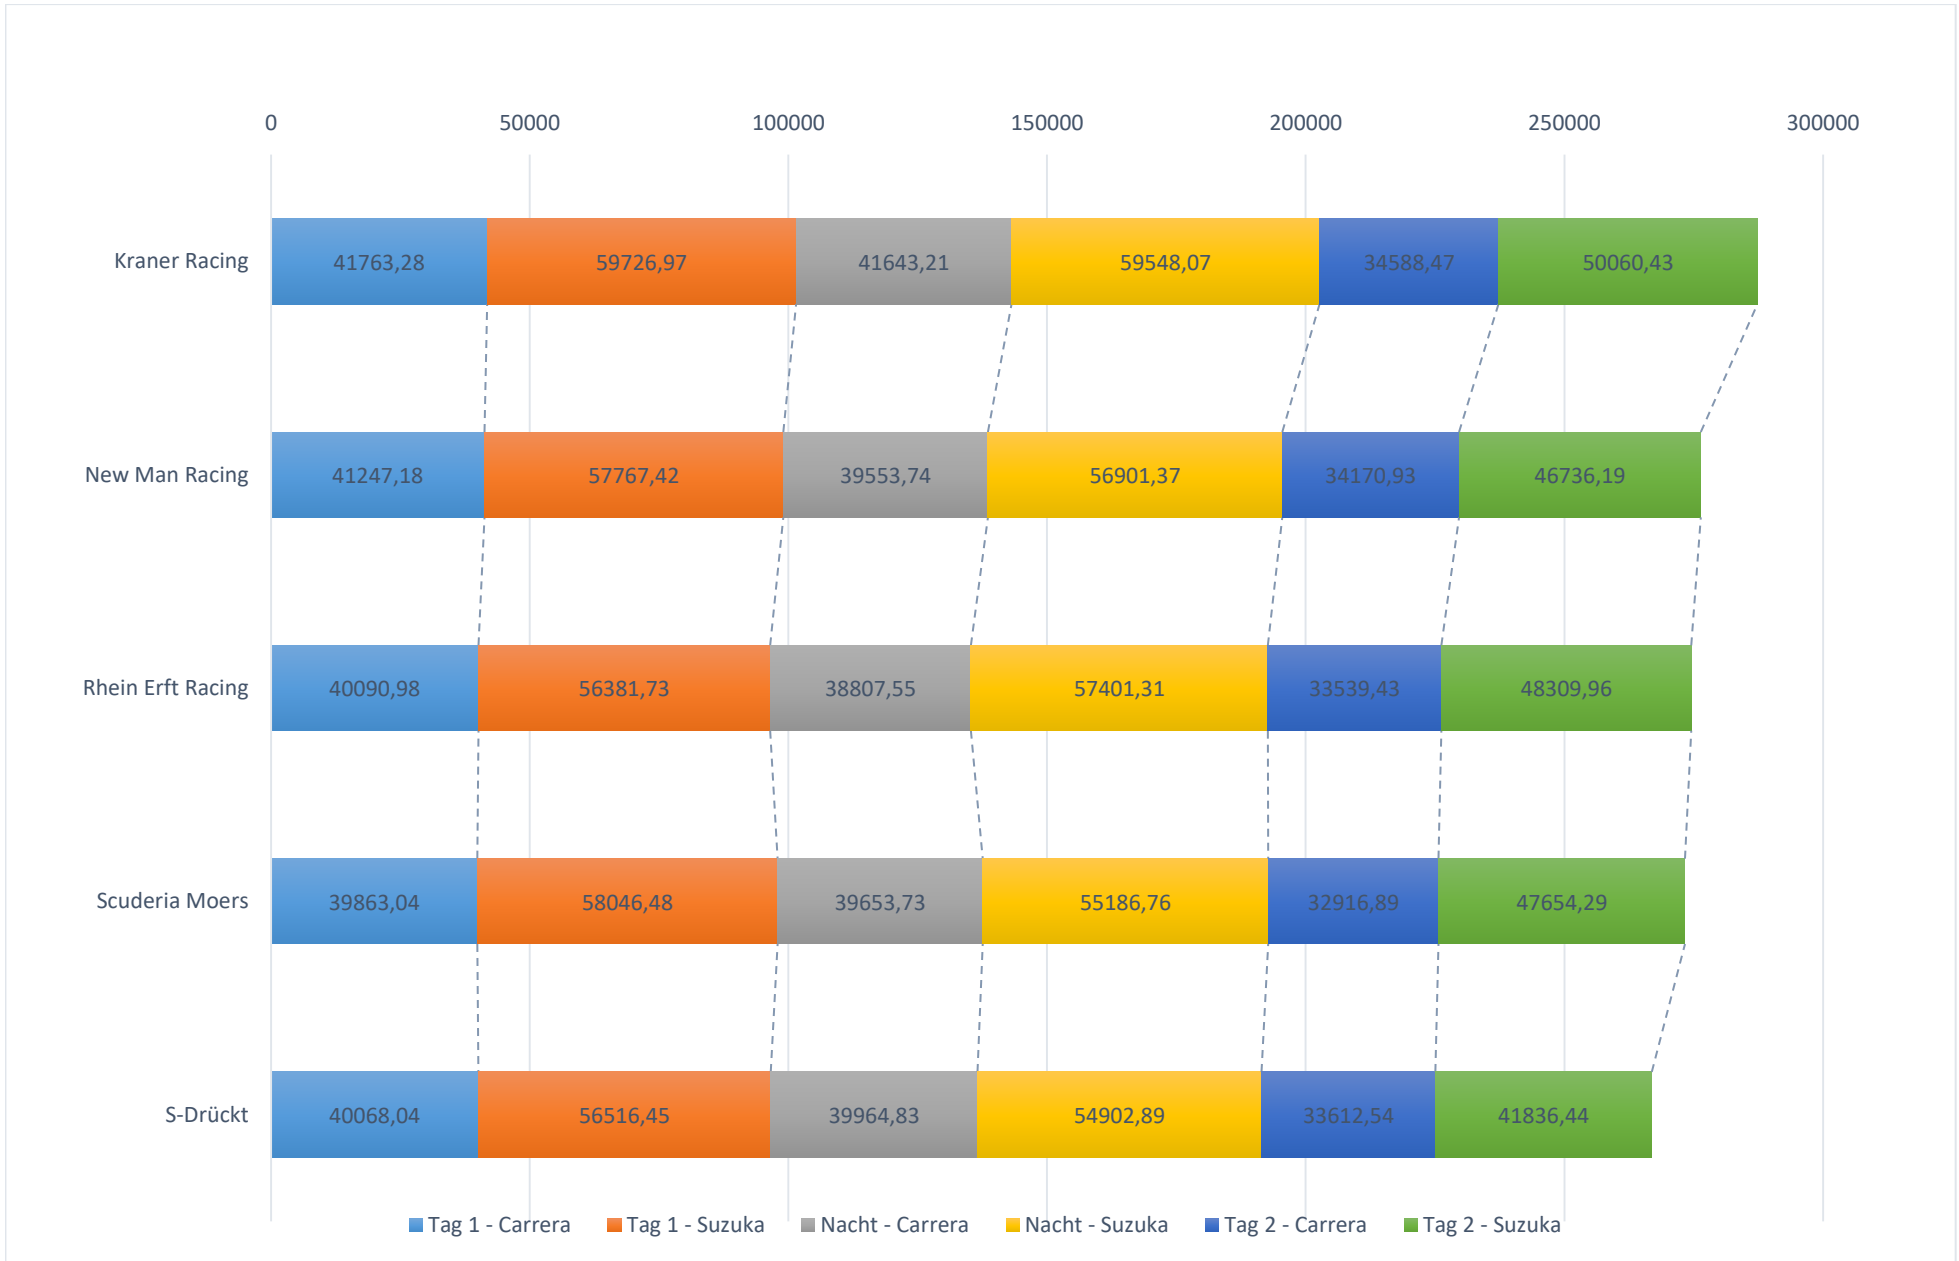 0 50000 100000 150000 200000 250000 300000
Kraner Racing 41763,28 59726,97 41643,21 59548,07 34588,47 50060,43
New Man Racing 41247,18 57767,42 39553,74 56901,37 34170,93 46736,19
Rhein Erft Racing 40090,98 56381,73 38807,55 57401,31 33539,43 48309,96
Scuderia Moers 39863,04 58046,48 39653,73 55186,76 32916,89 47654,29
S-Drückt 40068,04 56516,45 39964,83 54902,89 33612,54 41836,44
Tag 1 - Carrera Tag 1 - Suzuka Nacht - Carrera Nacht - Suzuka Tag 2 - Carrera Tag 2 - Suzuka